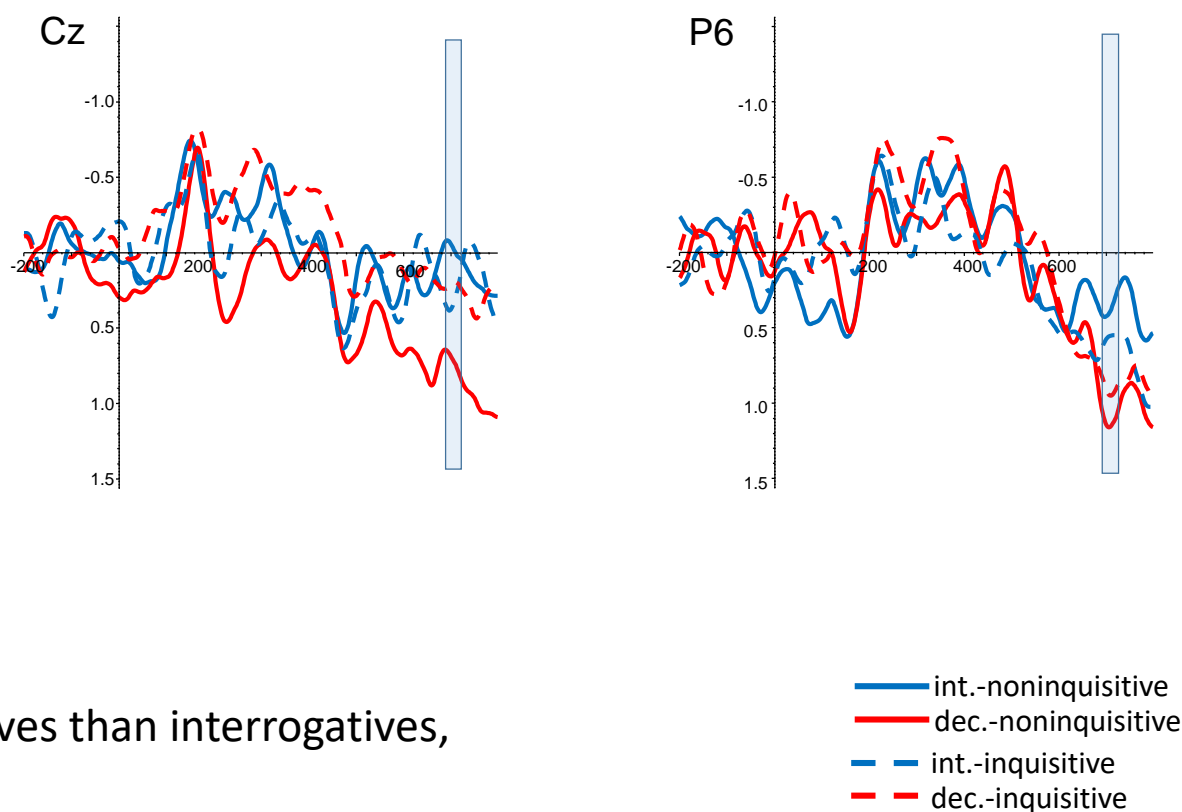 Cz
P6
-1.0
-0.5
0.5
1.0
1.5
-200
200
400
600
-1.0
-0.5
0.5
1.0
1.5
-200
200
400
600
ves than interrogatives,
int.-noninquisitive
dec.-noninquisitive
int.-inquisitive
dec.-inquisitive